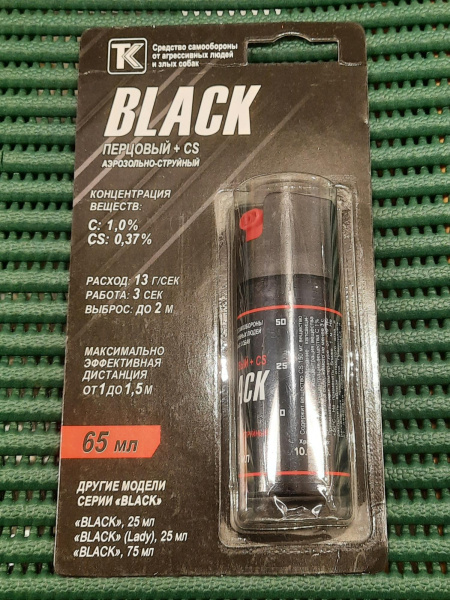 ТК
Средство самообороны
от агрессивных людей
и злых собак
BLACK
ПЕРЦОВЫЙ + CS
АЭРОЗОЛЬНО-СТРУЙНЫЙ
КОНЦЕНТРАЦИЯ
ВЕЩЕСТВ:
С: 1,0%
CS: 0,37%
РАСХОД: 13 Г/СЕК
РАБОТА: 3 СЕК
ВЫБРОС: ДО 2 М
МАКСИМАЛЬНО
ЭФФЕКТИВНАЯ
ДИСТАНЦИЯ
ОТ 1 ДО 1,5 М
65 мл
ДРУГИЕ МОДЕЛИ
СЕРИИ «BLACK»
«BLACK», 25 мл
«BLACK» (Lady), 25 мл
«BLACK», 75 мл
50
25
+ CS
ACK